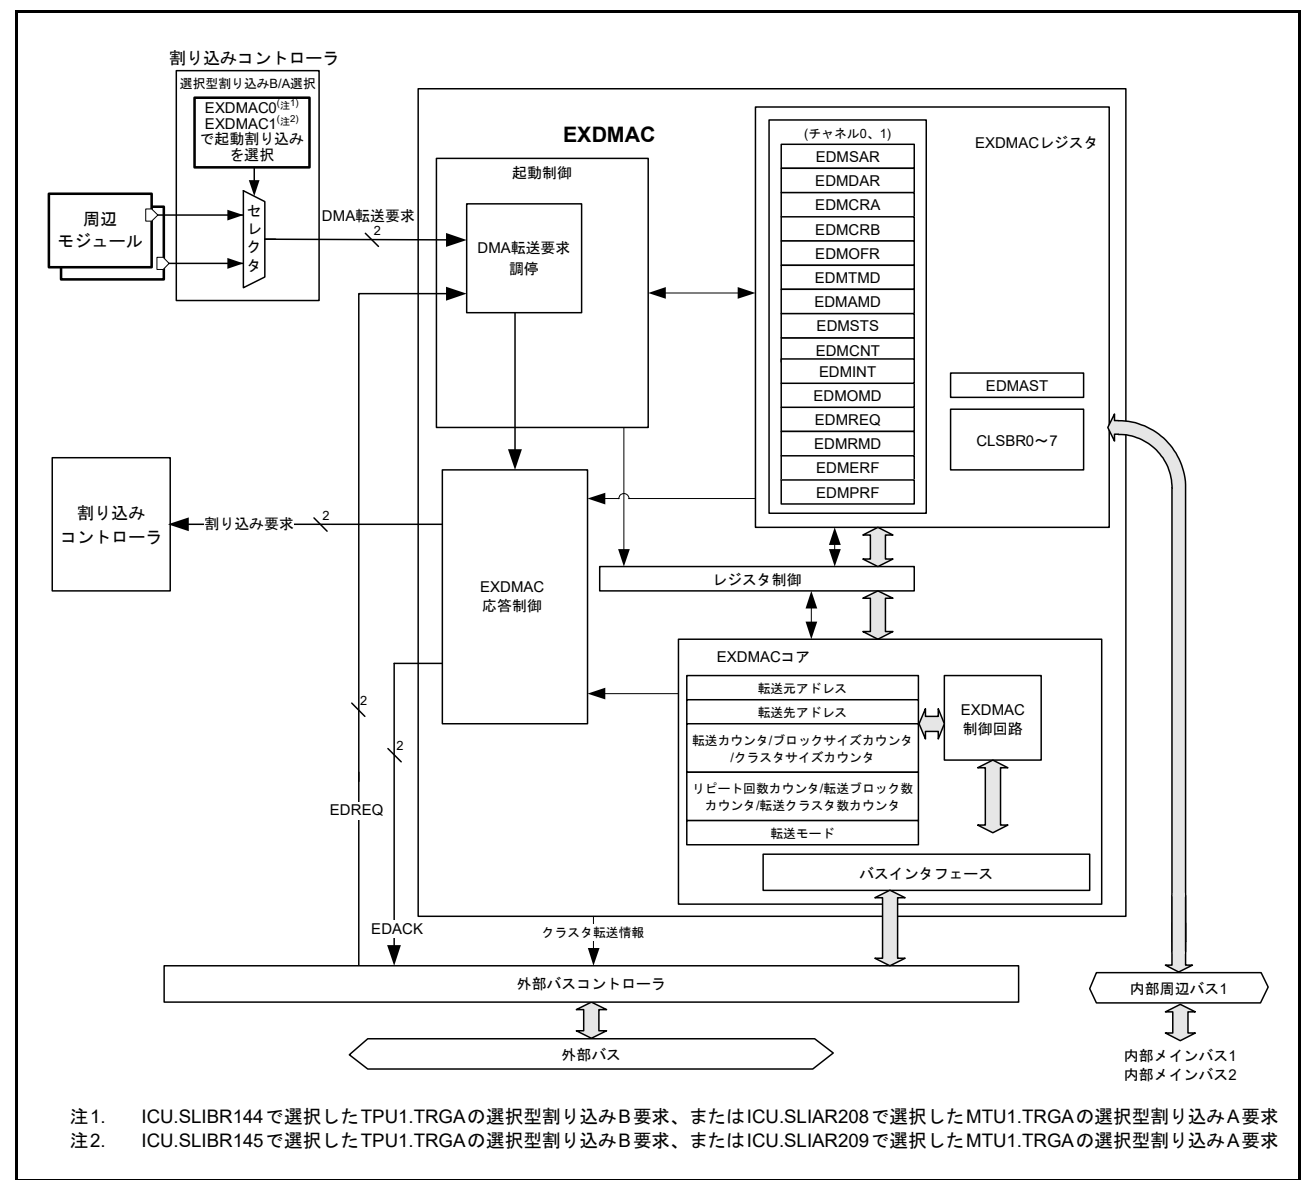 割り込みコントローラ
選択型割り込みB/A選択
EXDMAC0(注1)
EXDMAC1(注2)
で起動割り込み
を選択
周辺
モジュール
セレクタ
DMA転送要求
2
EXDMAC
起動制御
DMA転送要求
調停
EXDMACレジスタ
(チャネル0、1)
EDMSAR
EDMDAR
EDMCRA
EDMCRB
EDMOFR
EDMTMD
EDMAMD
EDMSTS
EDMCNT
EDMINT
EDMOMD
EDMREQ
EDMRMD
EDMERF
EDMPRF
EDMAST
CLSBR0～7
割り込み
コントローラ
割り込み要求
2
EXDMAC
応答制御
レジスタ制御
EXDMACコア
転送元アドレス
転送先アドレス
転送カウンタ/ブロックサイズカウンタ
/クラスタサイズカウンタ
リピート回数カウンタ/転送ブロック数
カウンタ/転送クラスタ数カウンタ
転送モード
EXDMAC
制御回路
バスインタフェース
2
2
EDREQ
EDACK
クラスタ転送情報
外部バスコントローラ
外部バス
内部周辺バス1
内部メインバス1
内部メインバス2
注1. ICU.SLIBR144で選択したTPU1.TRGAの選択型割り込みB要求、またはICU.SLIAR208で選択したMTU1.TRGAの選択型割り込みA要求
注2. ICU.SLIBR145で選択したTPU1.TRGAの選択型割り込みB要求、またはICU.SLIAR209で選択したMTU1.TRGAの選択型割り込みA要求